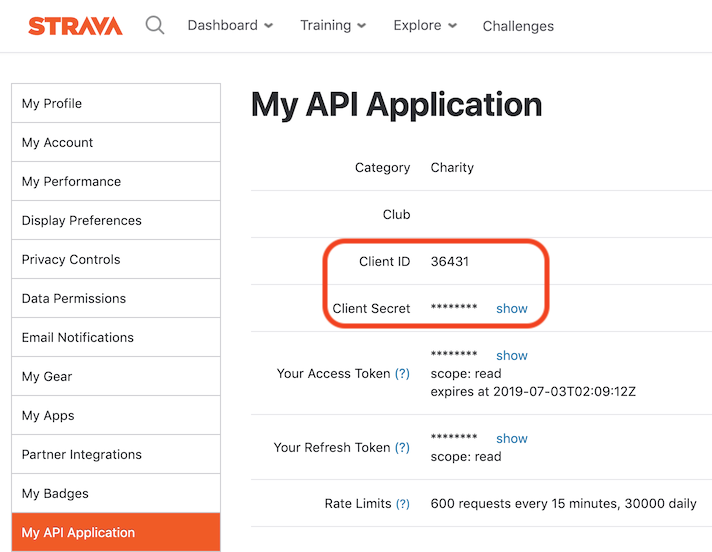 STRAVA Dashboard Training Explore Challenges
My Profile
My Account
My Performance
Display Preferences
Privacy Controls
Data Permissions
Email Notifications
My Gear
My Apps
Partner Integrations
My Badges
My API Application
My API Application
Category Charity
Club
Client ID 36431
Client Secret ******** show
Your Access Token (?) ******** show
scope: read
expires at 2019-07-03T02:09:12Z
Your Refresh Token (?) ******** show
scope: read
Rate Limits (?) 600 requests every 15 minutes, 30000 daily